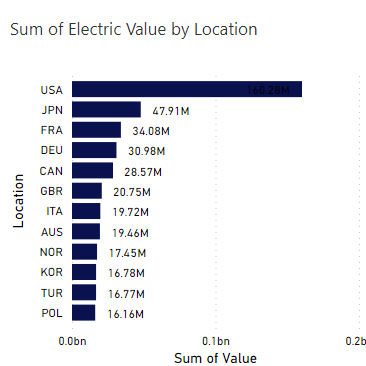 Sum of Electric Value by Location
USA 160.28M
JPN 47.91M
FRA 34.08M
DEU 30.98M
CAN 28.57M
GBR 20.75M
ITA 19.72M
AUS 19.46M
NOR 17.45M
KOR 16.78M
TUR 16.77M
POL 16.16M
Location
0.0bn 0.1bn 0.2b
Sum of Value